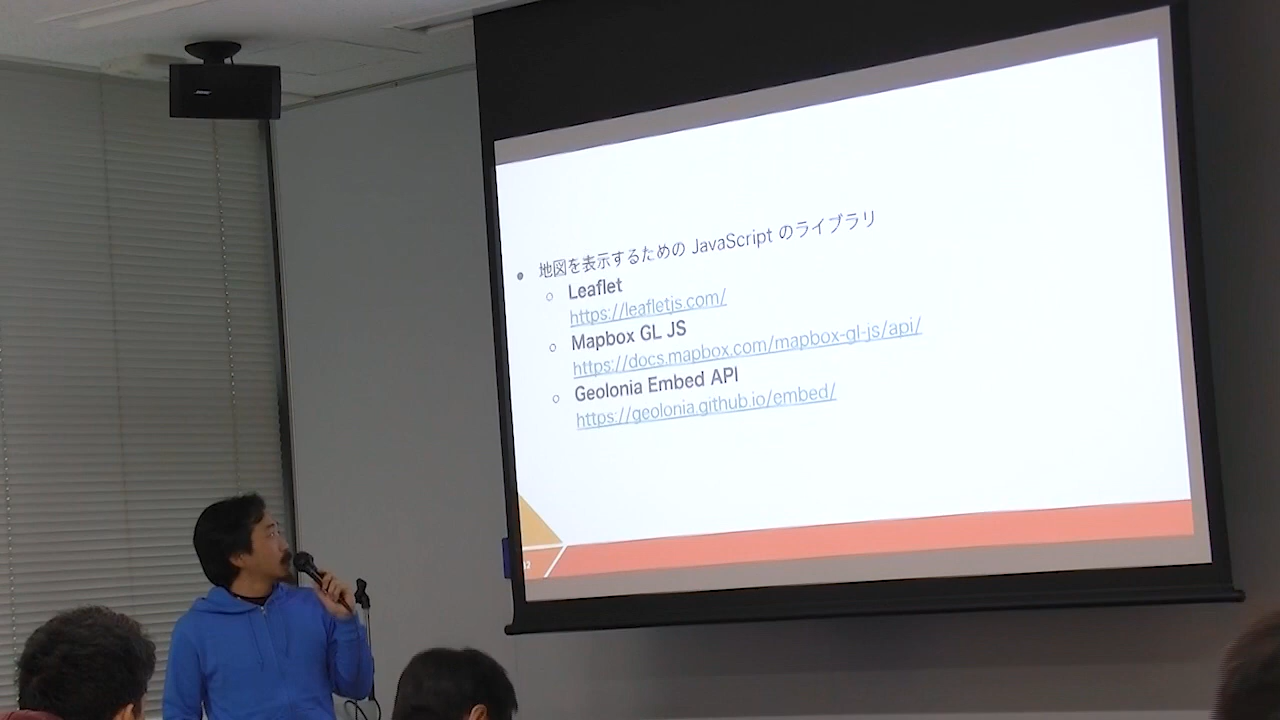 地図を表示するための JavaScript のライブラリ
Leaflet
https://leafletjs.com/
Mapbox GL JS
https://docs.mapbox.com/mapbox-gl-js/api/
Geolonia Embed API
https://geolonia.github.io/embed/